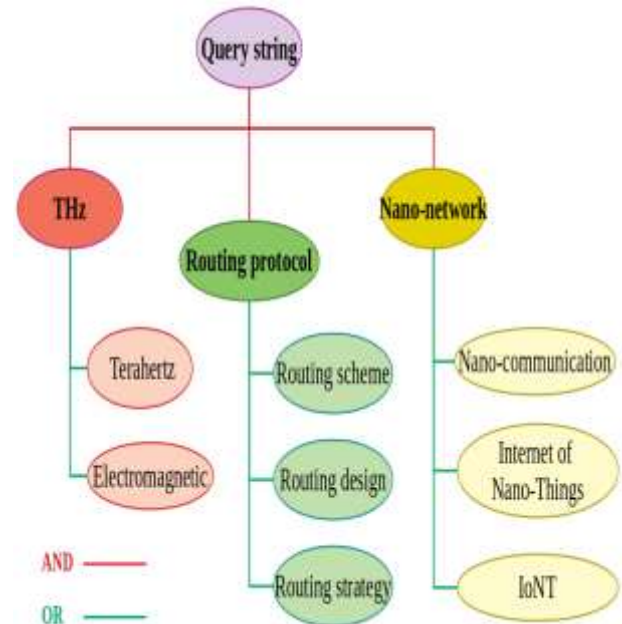 Query string
THz
Nano-network
Routing protocol
Terahertz
Routing scheme
Nano-communication
Electromagnetic
Routing design
Internet of
Nano-Things
AND
Routing strategy
IoNT
OR